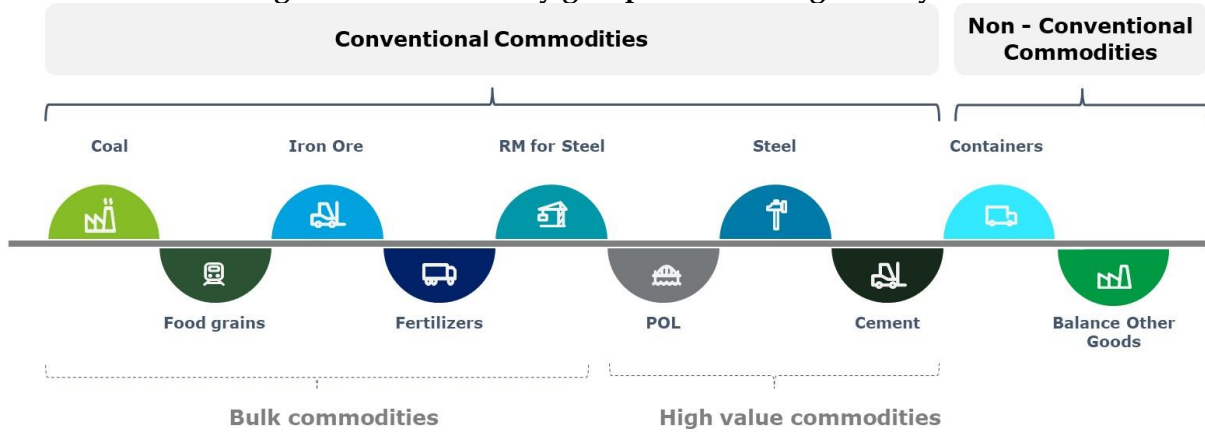 Conventional Commodities
Non - Conventional
Commodities
Coal
Iron Ore
RM for Steel
Steel
Containers
Food grains
Fertilizers
POL
Cement
Balance Other
Goods
Bulk commodities
High value commodities